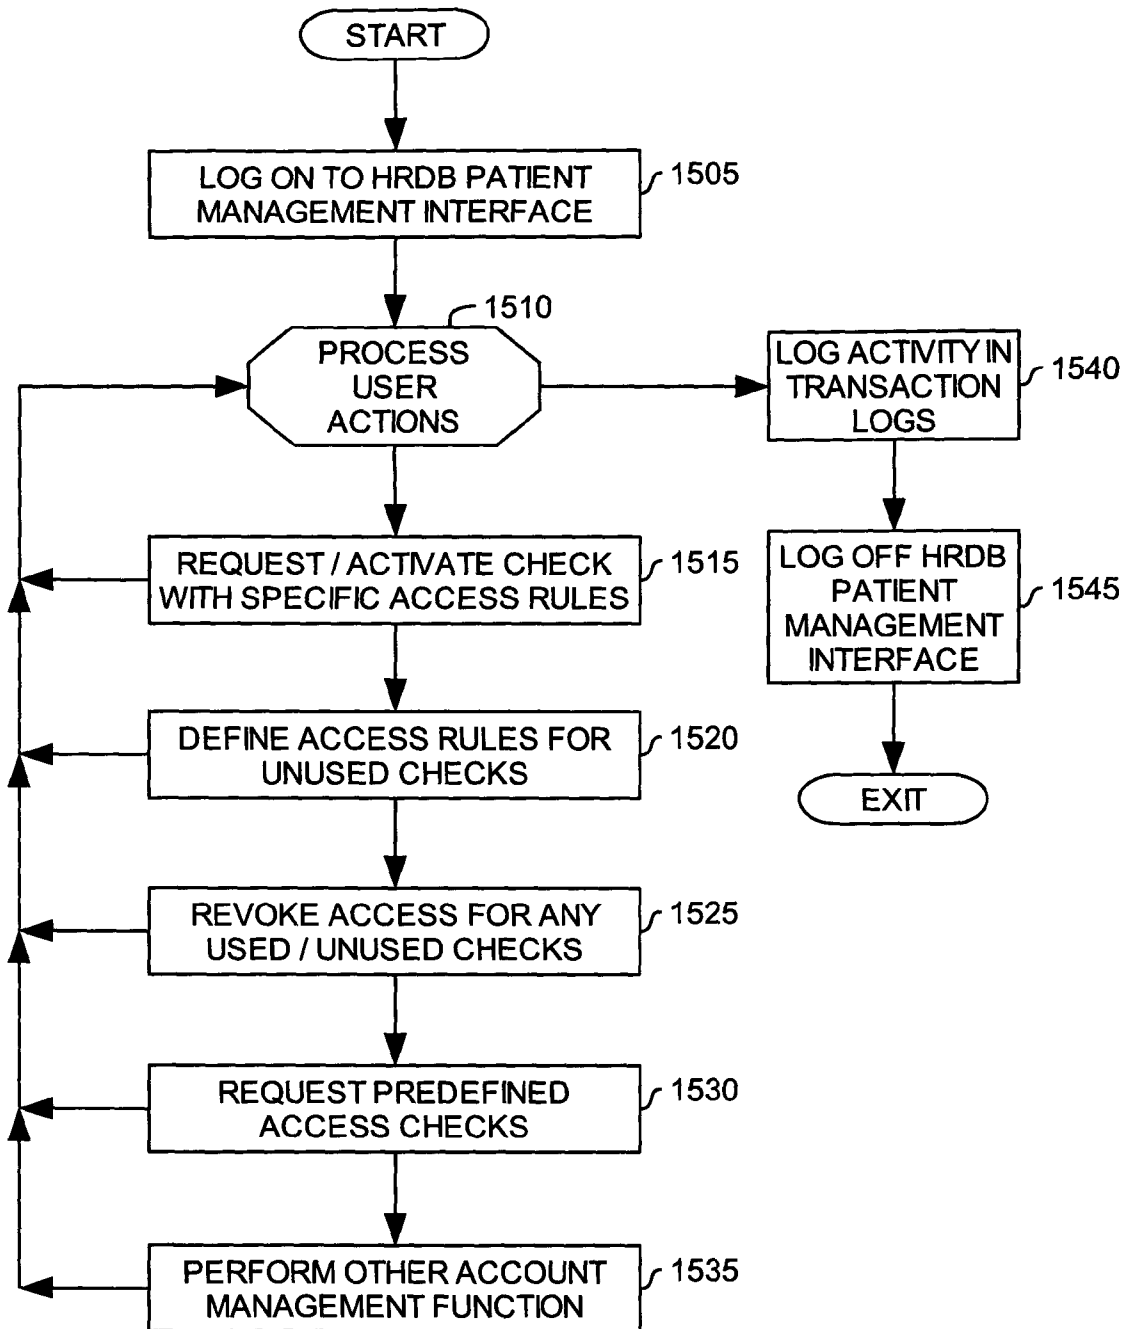 START
LOG ON TO HRDB PATIENT
MANAGEMENT INTERFACE
1505
PROCESS
USER
ACTIONS
1510
LOG ACTIVITY IN
TRANSACTION
LOGS
1540
REQUEST / ACTIVATE CHECK
WITH SPECIFIC ACCESS RULES
1515
LOG OFF HRDB
PATIENT
MANAGEMENT
INTERFACE
1545
DEFINE ACCESS RULES FOR
UNUSED CHECKS
1520
EXIT
REVOKE ACCESS FOR ANY
USED / UNUSED CHECKS
1525
REQUEST PREDEFINED
ACCESS CHECKS
1530
PERFORM OTHER ACCOUNT
MANAGEMENT FUNCTION
1535